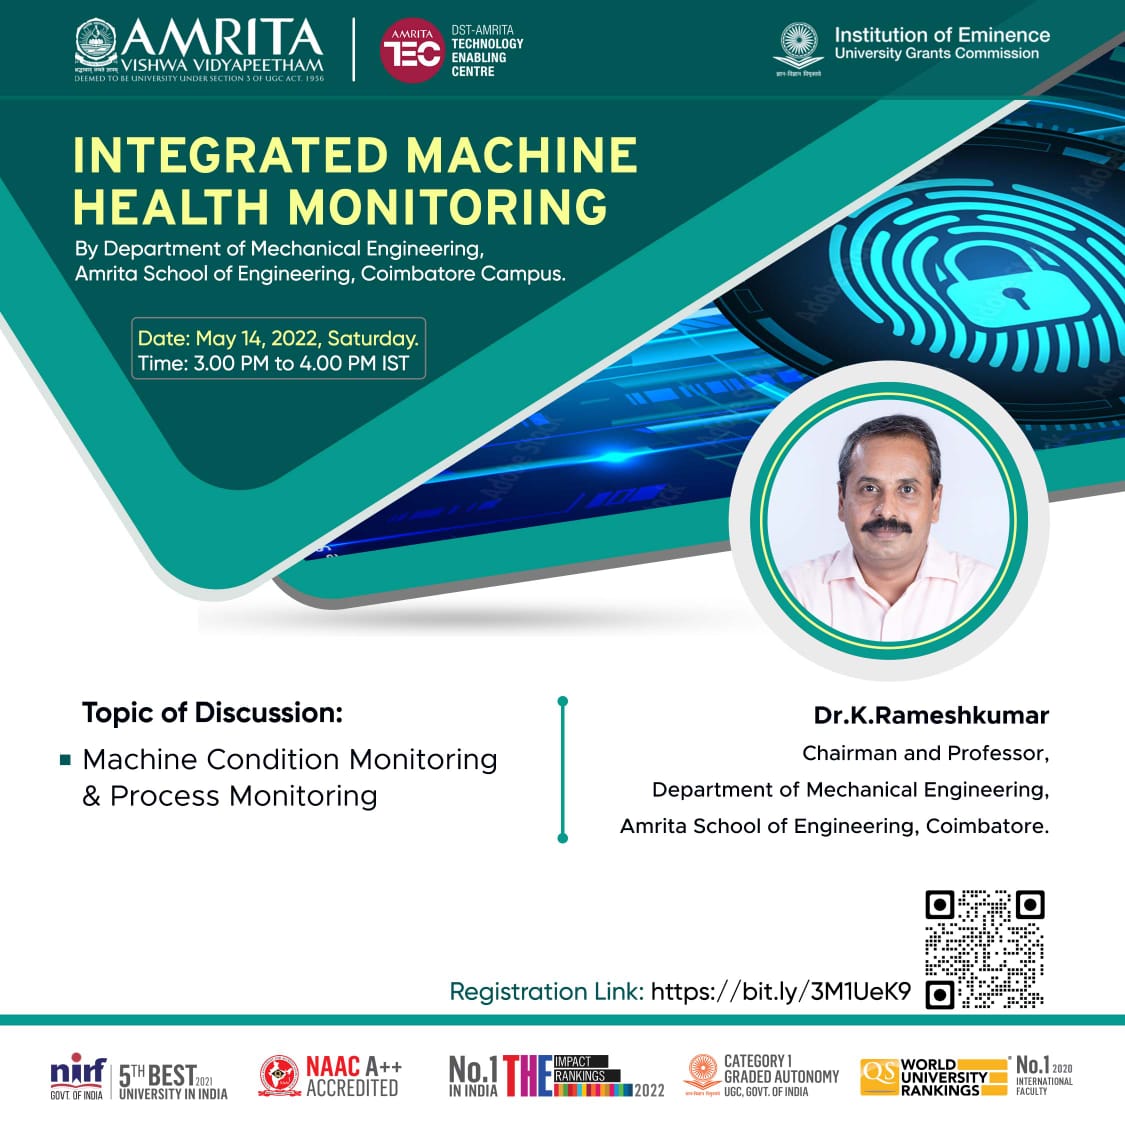 AMRITA
VISHWA VIDYAPEETHAM
DEEMED TO BE UNIVERSITY UNDER SECTION 3 OF UGC ACT, 1956
AMRITA
TEC
DST-AMRITA
TECHNOLOGY
ENABLING
CENTRE
Institution of Eminence
University Grants Commission
ज्ञान-विज्ञान विमुक्तये
INTEGRATED MACHINE
HEALTH MONITORING
By Department of Mechanical Engineering,
Amrita School of Engineering, Coimbatore Campus.
Date: May 14, 2022, Saturday.
Time: 3.00 PM to 4.00 PM IST
Adobe Stock
Topic of Discussion:
Machine Condition Monitoring
& Process Monitoring
Dr.K.Rameshkumar
Chairman and Professor,
Department of Mechanical Engineering,
Amrita School of Engineering, Coimbatore.
Registration Link: https://bit.ly/3M1UeK9
nirf
GOVT. OF INDIA
5TH BEST 2021
UNIVERSITY IN INDIA
NAAC A++
ACCREDITED
No.1
IN INDIA
THE IMPACT
RANKINGS
2022
CATEGORY 1
GRADED AUTONOMY
UGC, GOVT. OF INDIA
QS WORLD
UNIVERSITY
RANKINGS
No.1 2020
INTERNATIONAL
FACULTY